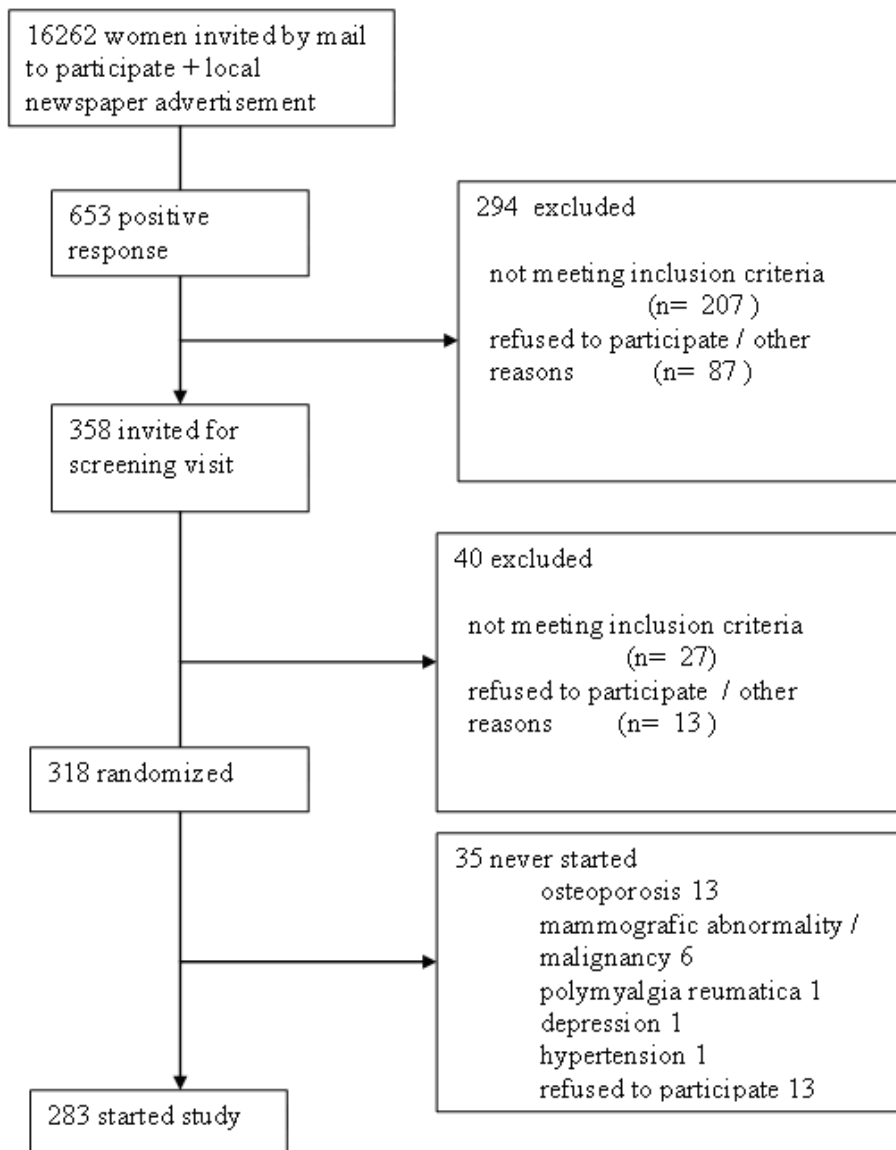 16262 women invited by mail
to participate + local
newspaper advertisement
653 positive
response
294 excluded
not meeting inclusion criteria
(n= 207 )
refused to participate / other
reasons (n= 87 )
358 invited for
screening visit
40 excluded
not meeting inclusion criteria
(n= 27)
refused to participate / other
reasons (n= 13 )
318 randomized
35 never started
osteoporosis 13
mammografic abnormality /
malignancy 6
polymyalgia reumatica 1
depression 1
hypertension 1
refused to participate 13
283 started study